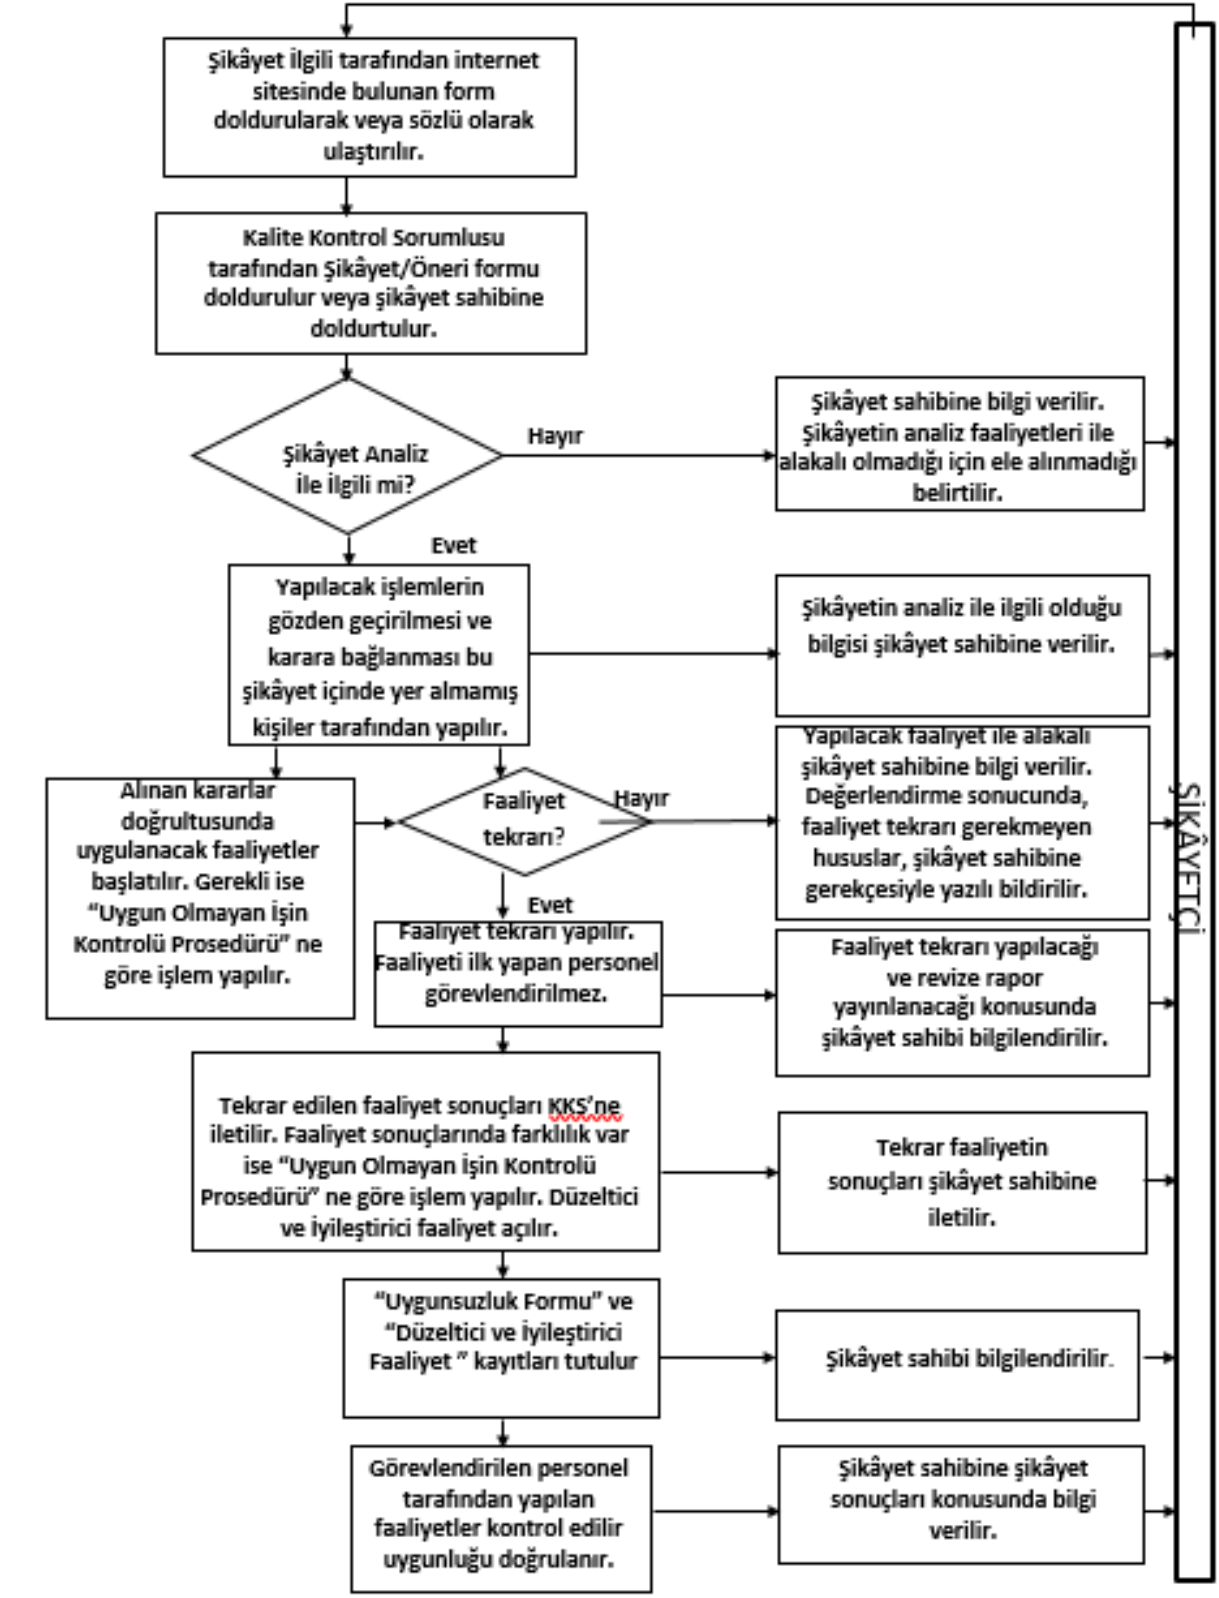 Şikâyet İlgili tarafından internet
sitesinde bulunan form
doldurularak veya sözlü olarak
ulaştırılır.
Kalite Kontrol Sorumlusu
tarafından Şikâyet/Öneri formu
doldurulur veya şikâyet sahibine
doldurtulur.
Şikâyet Analiz
İle İlgili mi?
Hayır
Şikâyet sahibine bilgi verilir.
Şikâyetin analiz faaliyetleri ile
alakalı olmadığı için ele alınmadığı
belirtilir.
Evet
Yapılacak işlemlerin
gözden geçirilmesi ve
karara bağlanması bu
şikâyet içinde yer almamış
kişiler tarafından yapılır.
Şikâyetin analiz ile ilgili olduğu
bilgisi şikâyet sahibine verilir.
Alınan kararlar
doğrultusunda
uygulanacak faaliyetler
başlatılır. Gerekli ise
“Uygun Olmayan İşin
Kontrolü Prosedürü” ne
göre işlem yapılır.
Faaliyet
tekrarı?
Hayır
Yapılacak faaliyet ile alakalı
şikâyet sahibine bilgi verilir.
Değerlendirme sonucunda,
faaliyet tekrarı gerekmeyen
hususlar, şikâyet sahibine
gerekçesiyle yazılı bildirilir.
Evet
Faaliyet tekrarı yapılır.
Faaliyeti ilk yapan personel
görevlendirilmez.
Faaliyet tekrarı yapılacağı
ve revize rapor
yayınlanacağı konusunda
şikâyet sahibi bilgilendirilir.
Tekrar edilen faaliyet sonuçları KKS’ne
iletilir. Faaliyet sonuçlarında farklılık var
ise “Uygun Olmayan İşin Kontrolü
Prosedürü” ne göre işlem yapılır. Düzeltici
ve İyileştirici faaliyet açılır.
Tekrar faaliyetin
sonuçları şikâyet sahibine
iletilir.
“Uygunsuzluk Formu” ve
“Düzeltici ve İyileştirici
Faaliyet ” kayıtları tutulur
Şikâyet sahibi bilgilendirilir.
Görevlendirilen personel
tarafından yapılan
faaliyetler kontrol edilir
uygunluğu doğrulanır.
Şikâyet sahibine şikâyet
sonuçları konusunda bilgi
verilir.
ŞİKÂYETÇİ